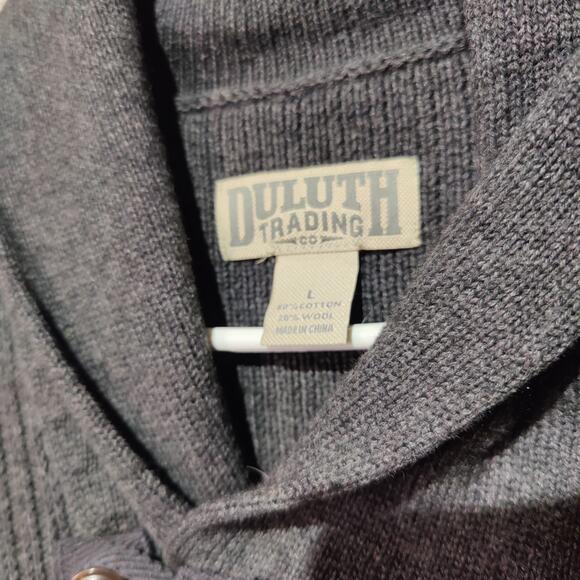 DULUTH
TRADING
CO
L
80% COTTON
20% WOOL
MADE IN CHINA